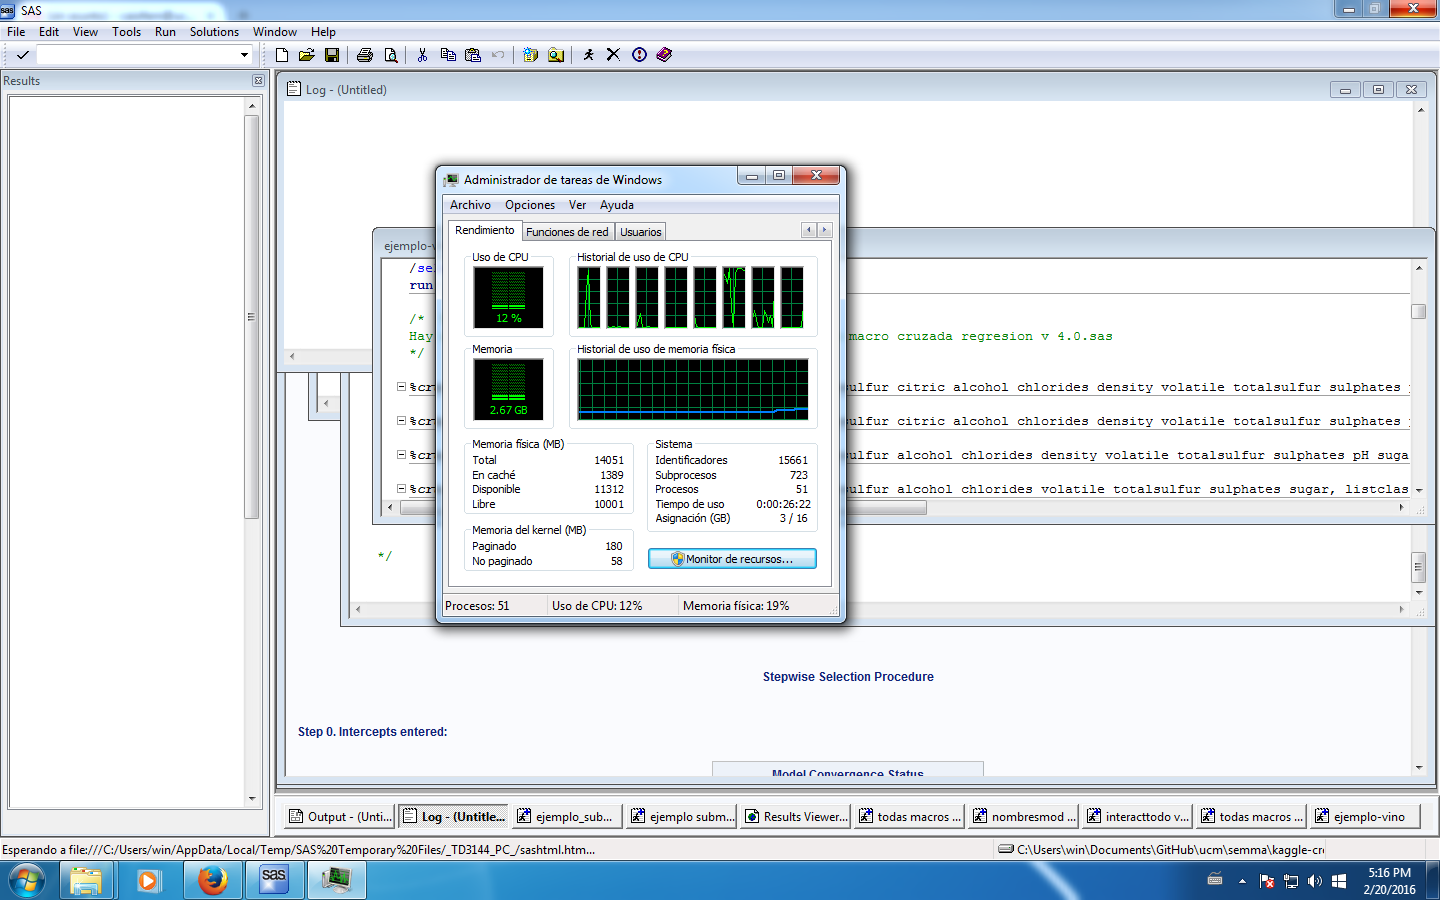 SAS
File Edit View Tools Run Solutions Window Help
Results
Log - (Untitled)
Administrador de tareas de Windows
Archivo Opciones Ver Ayuda
Rendimiento Funciones de red Usuarios
Uso de CPU
12 %
Historial de uso de CPU
Memoria
2.67 GB
Historial de uso de memoria física
Memoria física (MB)
Total 14051
En caché 1389
Disponible 11312
Libre 10001
Memoria del kernel (MB)
Paginado 180
No paginado 58
Sistema
Identificadores 15661
Subprocesos 723
Procesos 51
Tiempo de uso 0:00:26:22
Asignación (GB) 3 / 16
Monitor de recursos...
Procesos: 51 Uso de CPU: 12% Memoria física: 19%
ejemplo-v
/se
run
/*
Hay macro cruzada regresion v 4.0.sas
*/
%cr sulfur citric alcohol chlorides density volatile totalsulfur sulphates
%cr sulfur citric alcohol chlorides density volatile totalsulfur sulphates
%cr sulfur alcohol chlorides density volatile totalsulfur sulphates pH suga
%cr sulfur alcohol chlorides volatile totalsulfur sulphates sugar, listclas
*/
Stepwise Selection Procedure
Step 0. Intercepts entered:
Model Convergence Status
Output - (Unti... Log - (Untitle... ejemplo_sub... ejemplo subm... Results Viewer... todas macros ... nombresmod ... interacttodo v... todas macros ... ejemplo-vino
Esperando a file:///C:/Users/win/AppData/Local/Temp/SAS%20Temporary%20Files/_TD3144_PC_/sashtml.htm...
C:\Users\win\Documents\GitHub\ucm\semma\kaggle-cr
5:16 PM
2/20/2016